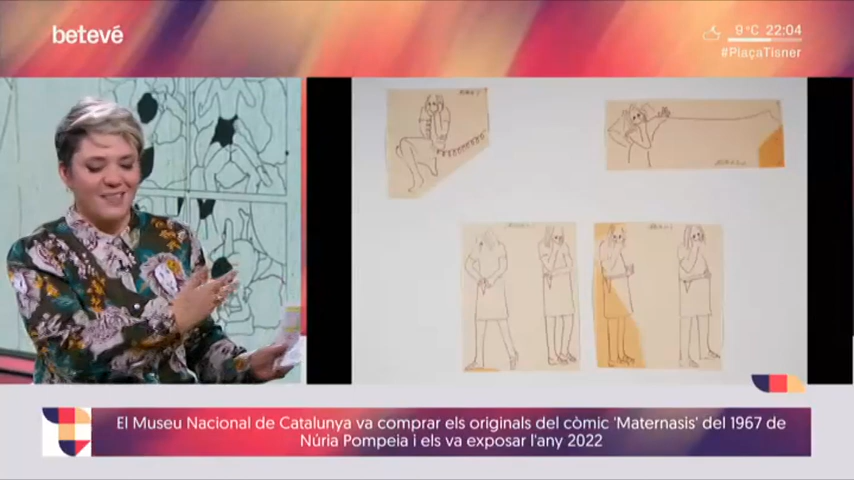 betevé
9°C 22:04
#PlaçaTisner
El Museu Nacional de Catalunya va comprar els originals del còmic 'Maternasis' del 1967 de
Núria Pompeia i els va exposar l'any 2022